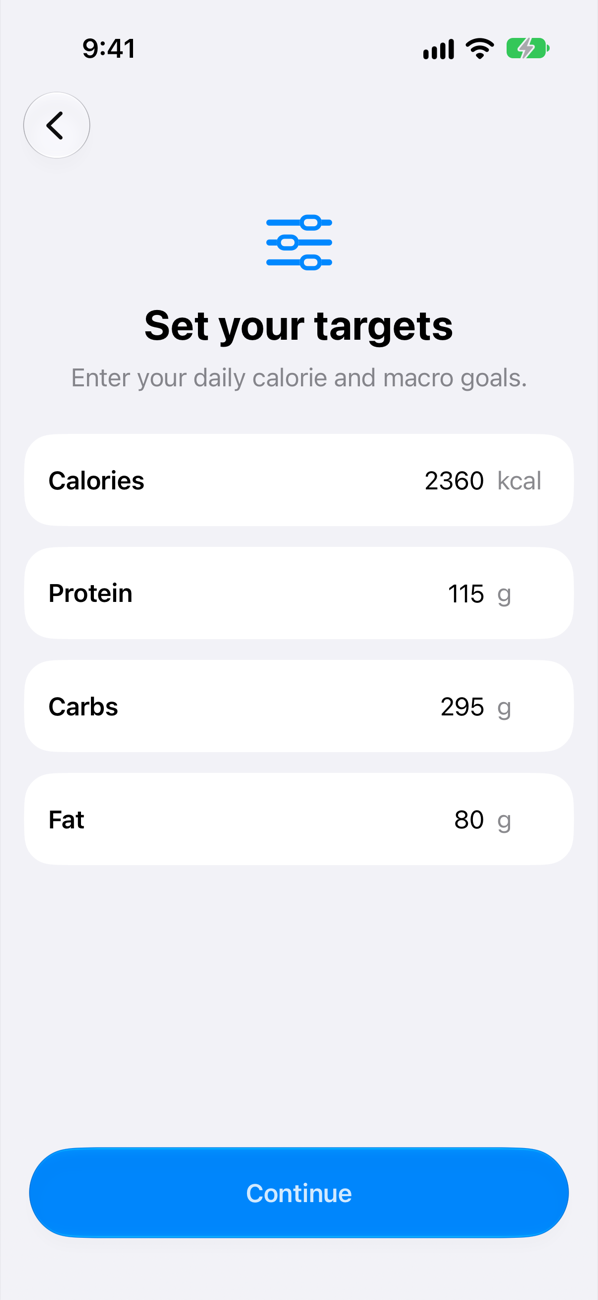 9:41
Set your targets
Enter your daily calorie and macro goals.
Calories 2360 kcal
Protein 115 g
Carbs 295 g
Fat 80 g
Continue